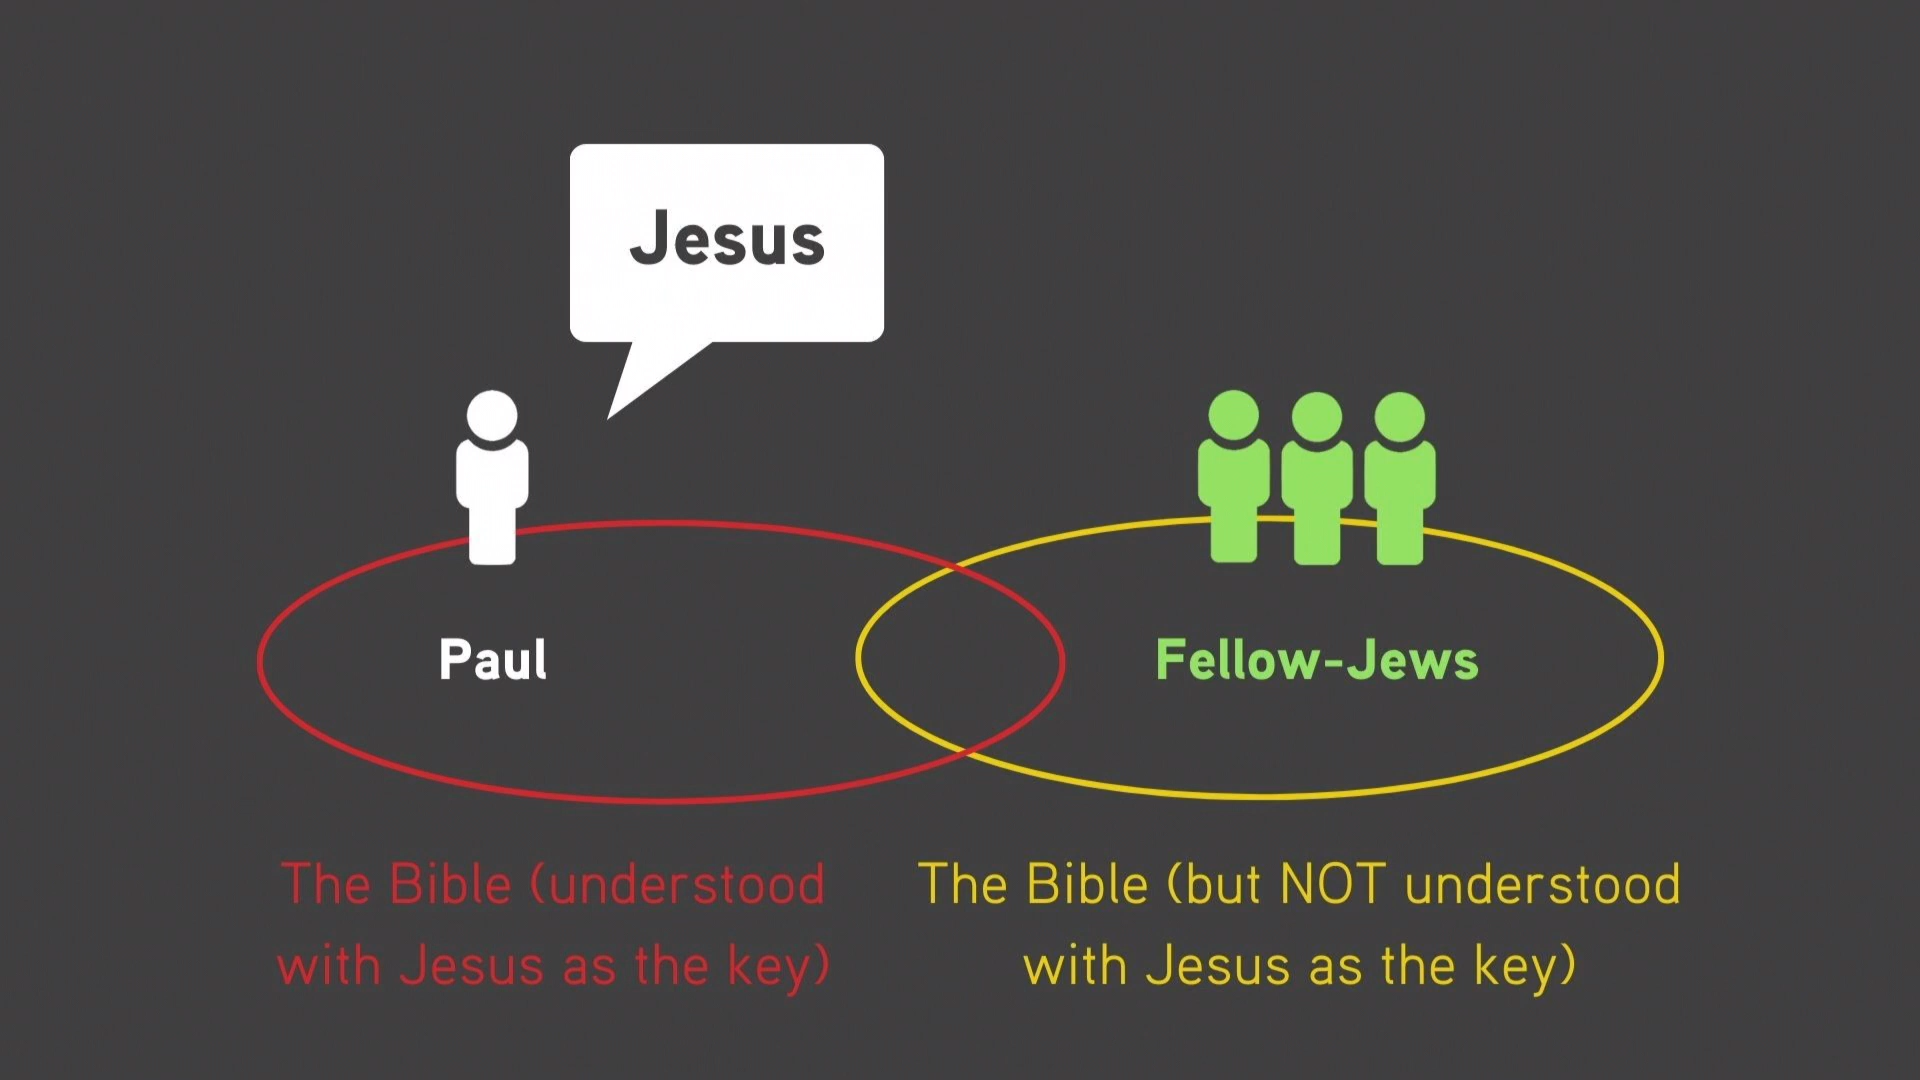 Jesus
Paul
Fellow-Jews
The Bible (understood
with Jesus as the key)
The Bible (but NOT understood
with Jesus as the key)